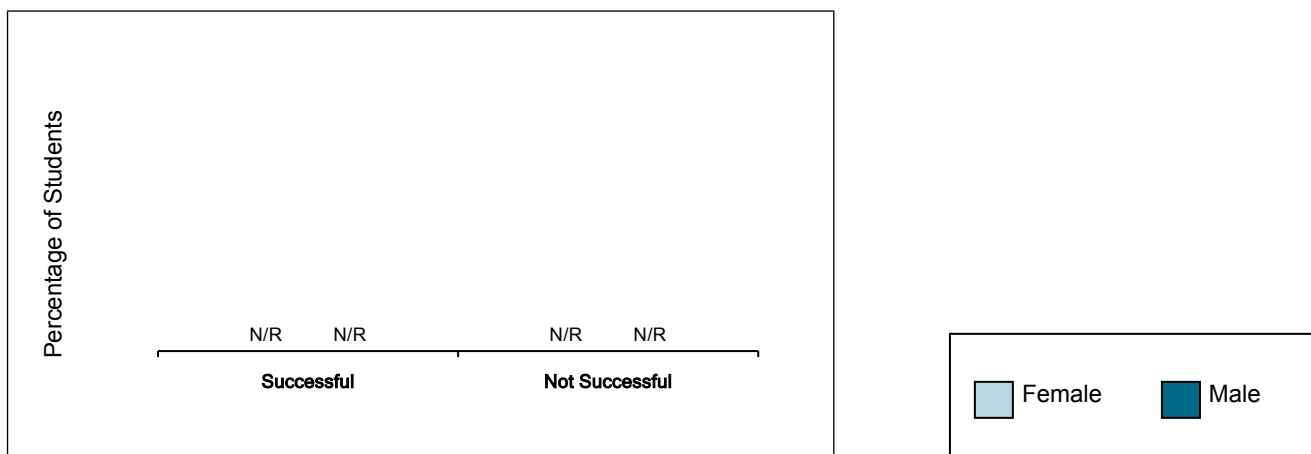 Percentage of Students
N/R N/R N/R N/R
Successful Not Successful
Female Male